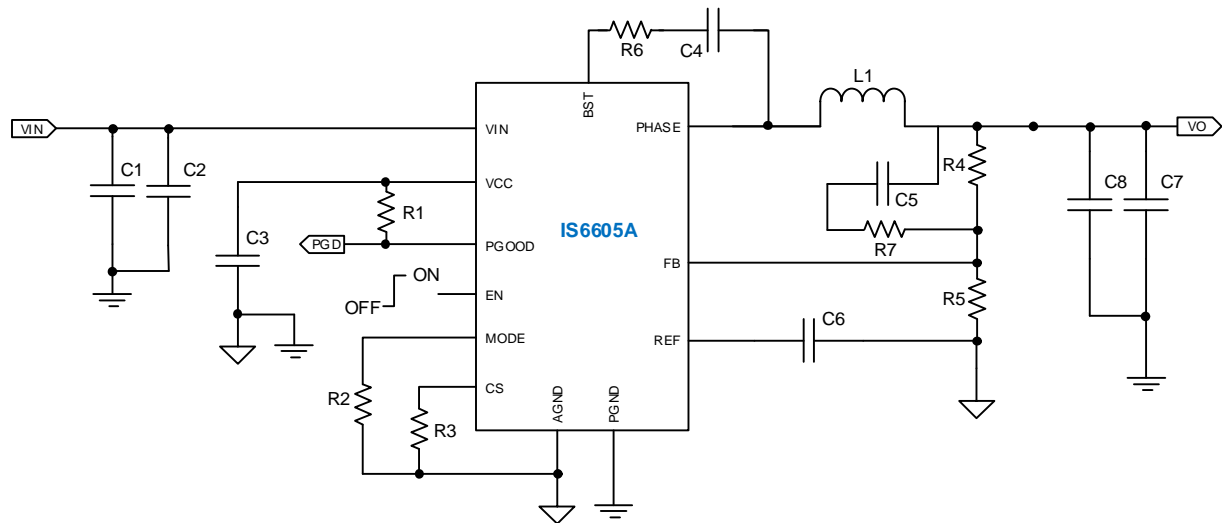 R6
C4
BST
L1
VIN
VIN
PHASE
VO
C1
C2
VCC
R1
R4
C5
C8
C7
IS6605A
C3
PGD
PGOOD
R7
FB
ON
OFF
EN
R5
C6
MODE
REF
CS
R2
R3
AGND
PGND